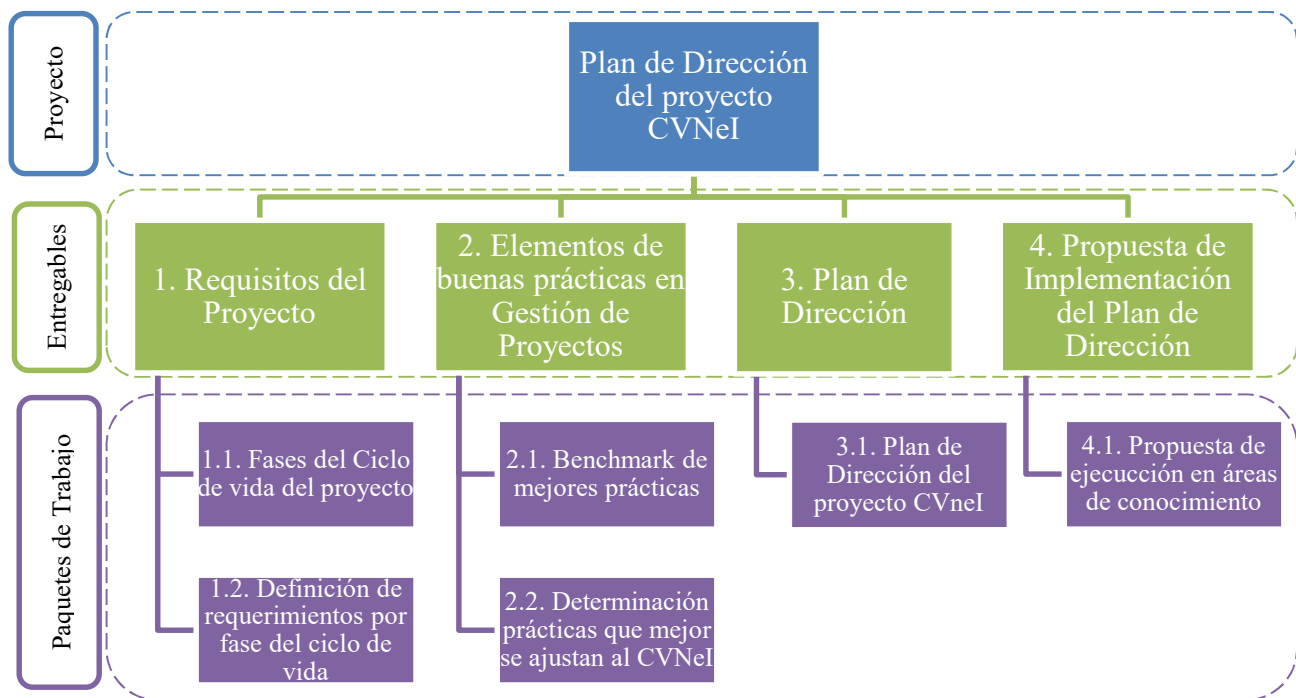 Proyecto
Plan de Dirección
del proyecto
CVNeI
Entregables
1. Requisitos del
Proyecto
2. Elementos de
buenas prácticas en
Gestión de
Proyectos
3. Plan de
Dirección
4. Propuesta de
Implementación
del Plan de
Dirección
Paquetes de Trabajo
1.1. Fases del Ciclo
de vida del proyecto
1.2. Definición de
requerimientos por
fase del ciclo de
vida
2.1. Benchmark de
mejores prácticas
2.2. Determinación
prácticas que mejor
se ajustan al CVNeI
3.1. Plan de
Dirección del
proyecto CVneI
4.1. Propuesta de
ejecucción en áreas
de conocimiento